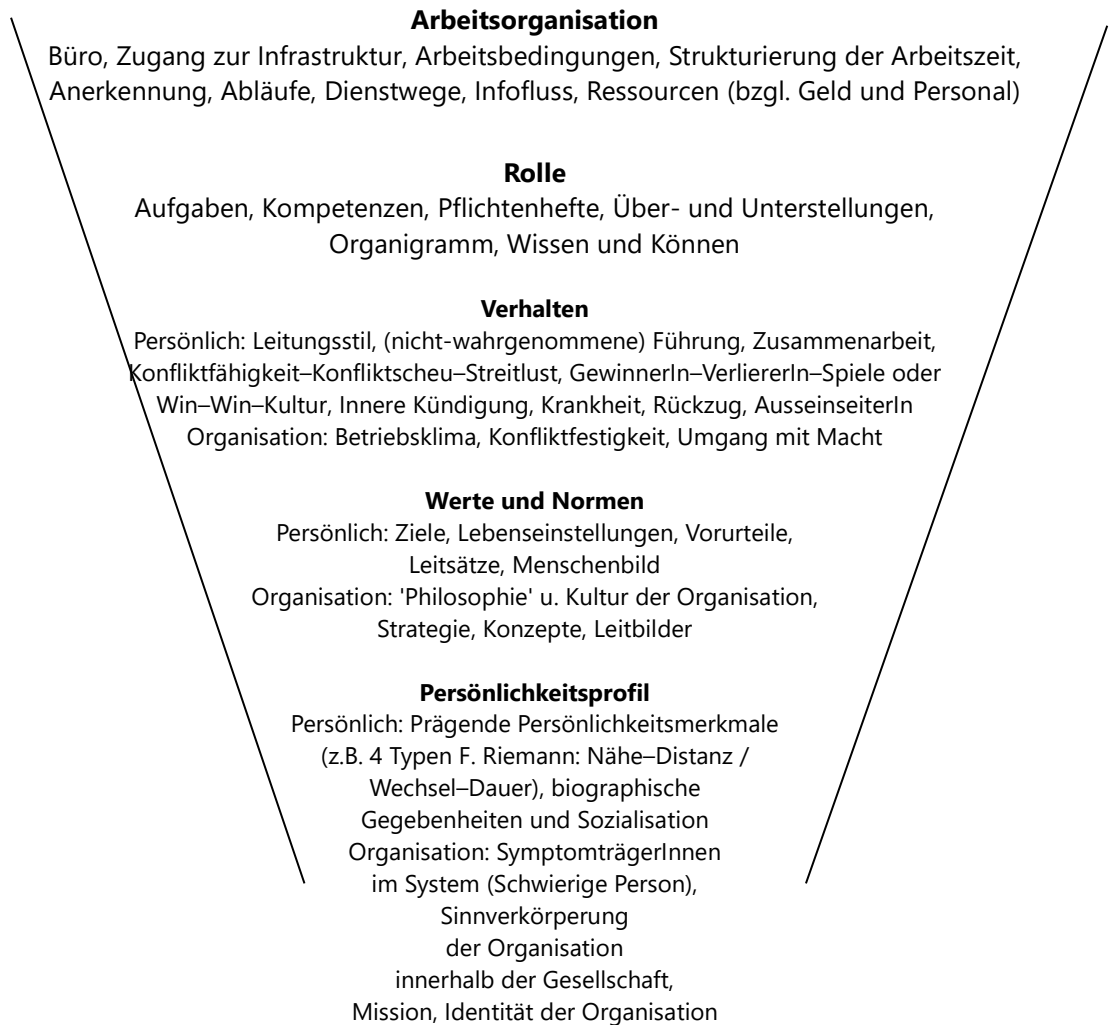 Arbeitsorganisation
Büro, Zugang zur Infrastruktur, Arbeitsbedingungen, Strukturierung der Arbeitszeit,
Anerkennung, Abläufe, Dienstwege, Infofluss, Ressourcen (bzgl. Geld und Personal)
Rolle
Aufgaben, Kompetenzen, Pflichtenhefte, Über- und Unterstellungen,
Organigramm, Wissen und Können
Verhalten
Persönlich: Leitungsstil, (nicht-wahrgenommene) Führung, Zusammenarbeit,
Konfliktfähigkeit–Konfliktscheu–Streitlust, GewinnerIn–VerliererIn–Spiele oder
Win–Win–Kultur, Innere Kündigung, Krankheit, Rückzug, AusseinseiterIn
Organisation: Betriebsklima, Konfliktfestigkeit, Umgang mit Macht
Werte und Normen
Persönlich: Ziele, Lebenseinstellungen, Vorurteile,
Leitsätze, Menschenbild
Organisation: 'Philosophie' u. Kultur der Organisation,
Strategie, Konzepte, Leitbilder
Persönlichkeitsprofil
Persönlich: Prägende Persönlichkeitsmerkmale
(z.B. 4 Typen F. Riemann: Nähe–Distanz /
Wechsel–Dauer), biographische
Gegebenheiten und Sozialisation
Organisation: SymptomträgerInnen
im System (Schwierige Person),
Sinnverkörperung
der Organisation
innerhalb der Gesellschaft,
Mission, Identität der Organisation